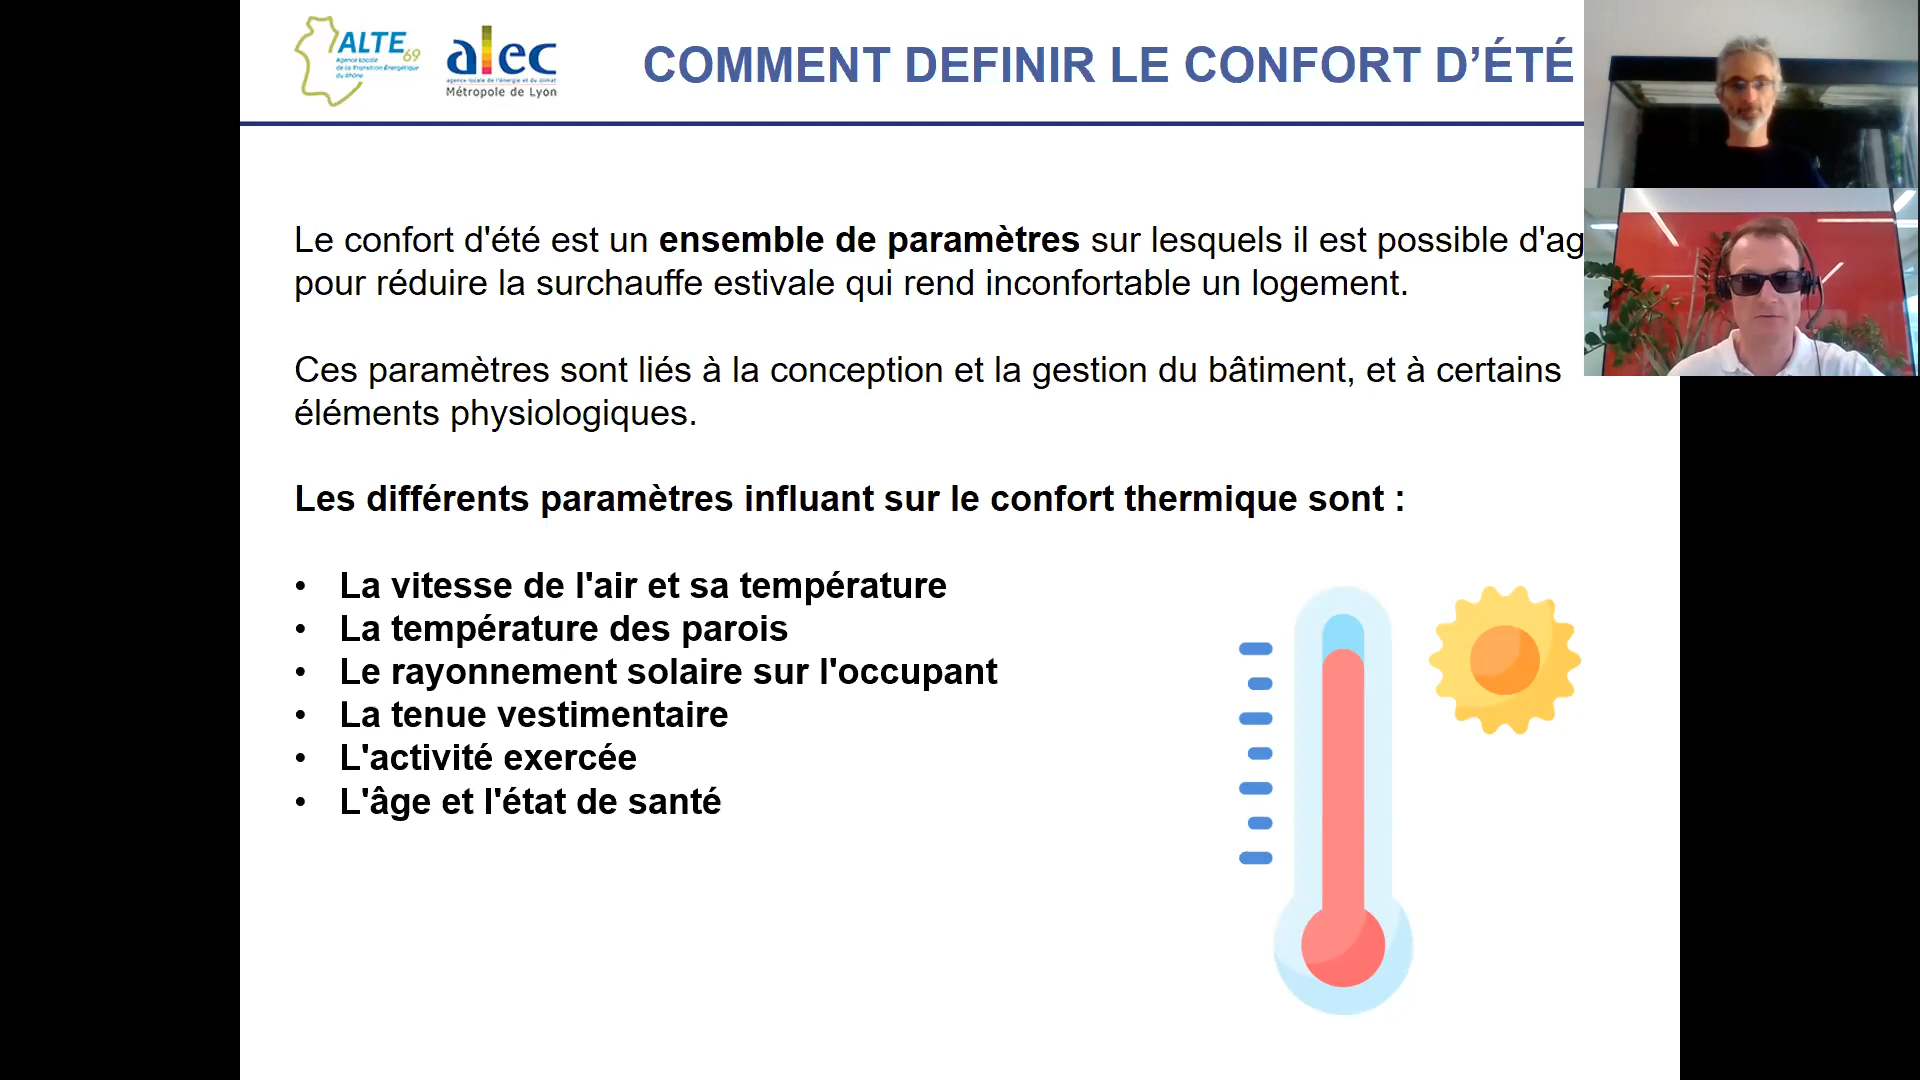 ALTE 69
Agence Locale
de la Transition Énergétique
du Rhône
alec
agence locale de l'énergie et du climat
Métropole de Lyon
COMMENT DEFINIR LE CONFORT D’ÉTÉ
Le confort d'été est un ensemble de paramètres sur lesquels il est possible d'ag
pour réduire la surchauffe estivale qui rend inconfortable un logement.
Ces paramètres sont liés à la conception et la gestion du bâtiment, et à certains
éléments physiologiques.
Les différents paramètres influant sur le confort thermique sont :
• La vitesse de l'air et sa température
• La température des parois
• Le rayonnement solaire sur l'occupant
• La tenue vestimentaire
• L'activité exercée
• L'âge et l'état de santé